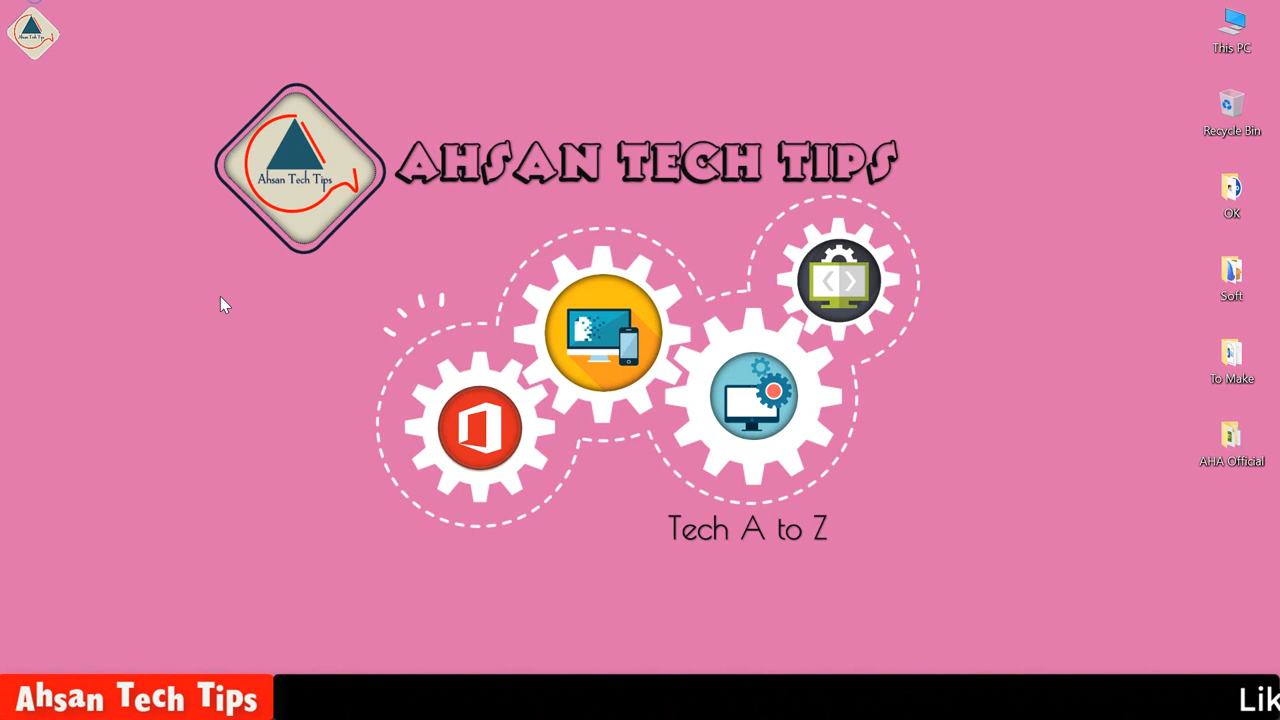 Ahsan Tech Tips
This PC
Ahsan Tech Tips
AHSAN TECH TIPS
Recycle Bin
OK
Soft
To Make
AHA Official
Tech A to Z
Ahsan Tech Tips
Lik